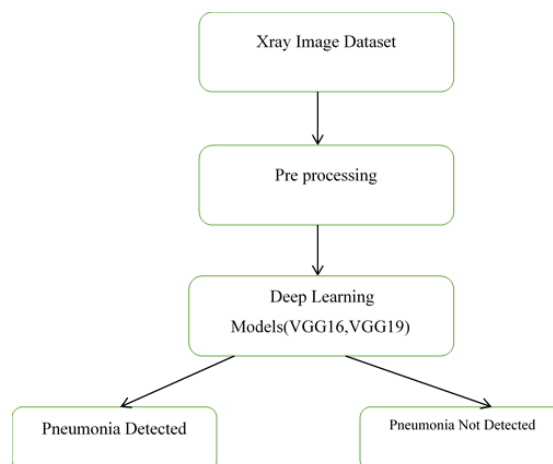 Xray Image Dataset
Pre processing
Deep Learning
Models(VGG16,VGG19)
Pneumonia Detected
Pneumonia Not Detected